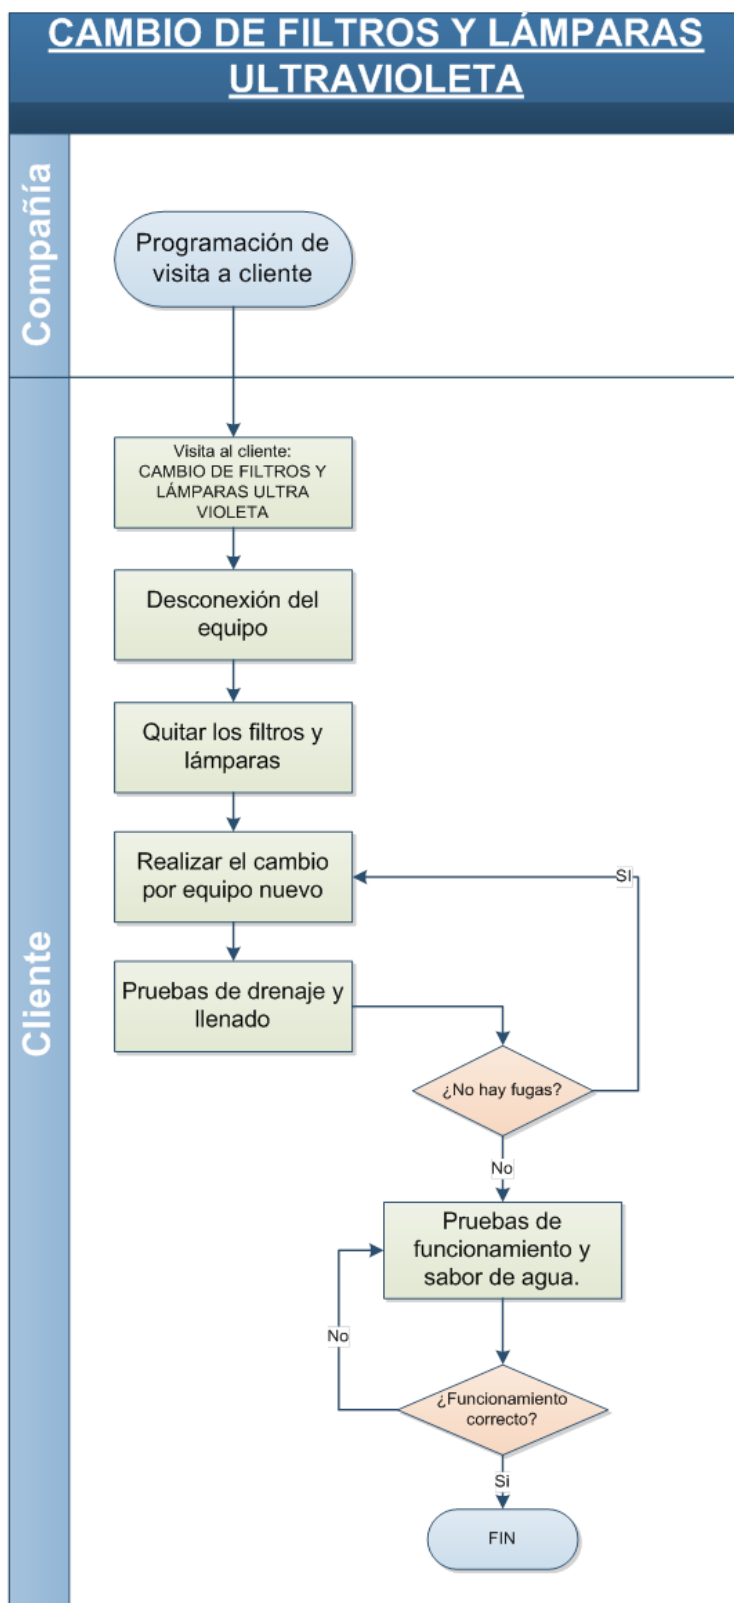 CAMBIO DE FILTROS Y LÁMPARAS
ULTRAVIOLETA
Compañía
Programación de
visita a cliente
Cliente
Visita al cliente:
CAMBIO DE FILTROS Y
LÁMPARAS ULTRA
VIOLETA
Desconexión del
equipo
Quitar los filtros y
lámparas
Realizar el cambio
por equipo nuevo
SI
Pruebas de drenaje y
llenado
¿No hay fugas?
No
Pruebas de
funcionamiento y
sabor de agua.
No
¿Funcionamiento
correcto?
Si
FIN